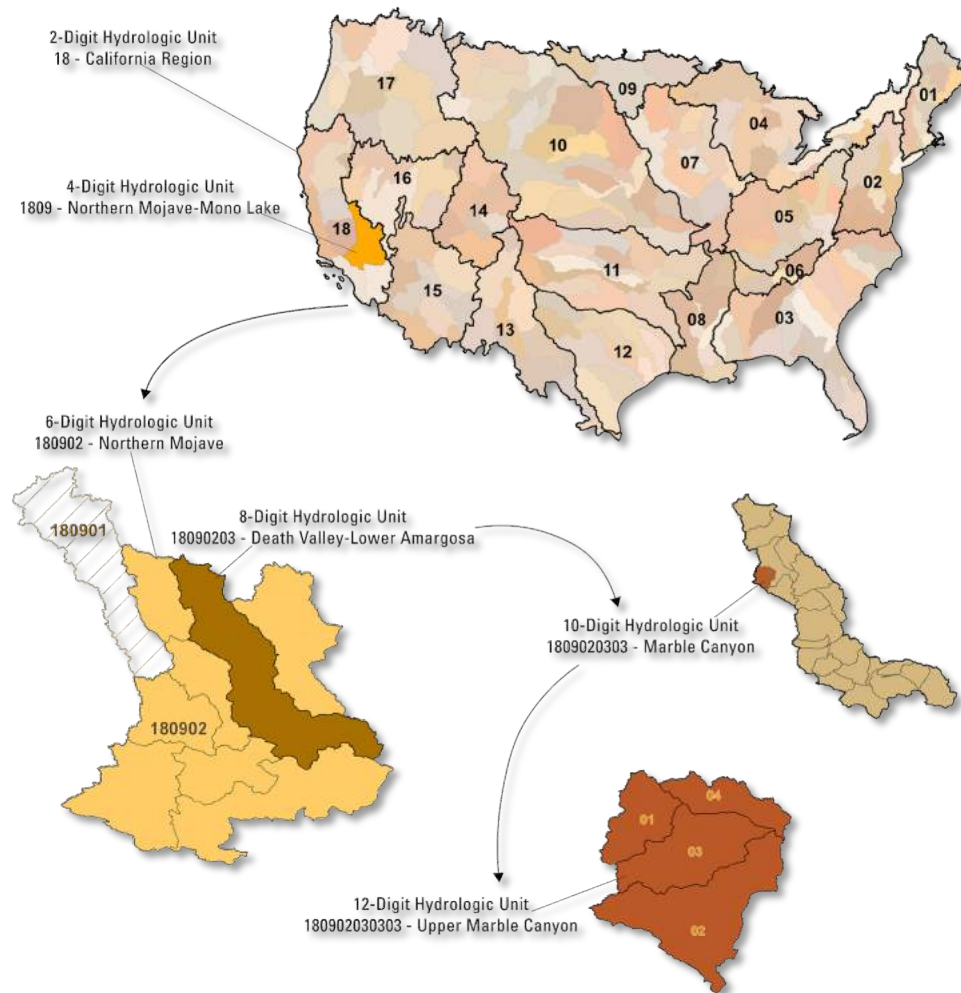 2-Digit Hydrologic Unit
18 - California Region
17
09
01
04
10
07
4-Digit Hydrologic Unit
1809 - Northern Mojave-Mono Lake
16
02
14
05
18
11
06
15
08
03
13
12
6-Digit Hydrologic Unit
180902 - Northern Mojave
180901
8-Digit Hydrologic Unit
18090203 - Death Valley-Lower Amargosa
10-Digit Hydrologic Unit
1809020303 - Marble Canyon
180902
04
01
03
12-Digit Hydrologic Unit
180902030303 - Upper Marble Canyon
02